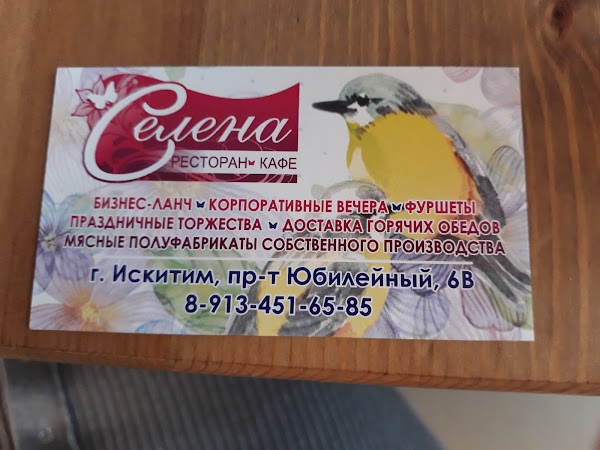 Селена
РЕСТОРАН КАФЕ
БИЗНЕС-ЛАНЧ КОРПОРАТИВНЫЕ ВЕЧЕРА ФУРШЕТЫ
ПРАЗДНИЧНЫЕ ТОРЖЕСТВА ДОСТАВКА ГОРЯЧИХ ОБЕДОВ
МЯСНЫЕ ПОЛУФАБРИКАТЫ СОБСТВЕННОГО ПРОИЗВОДСТВА
г. Искитим, пр-т Юбилейный, 6В
8-913-451-65-85